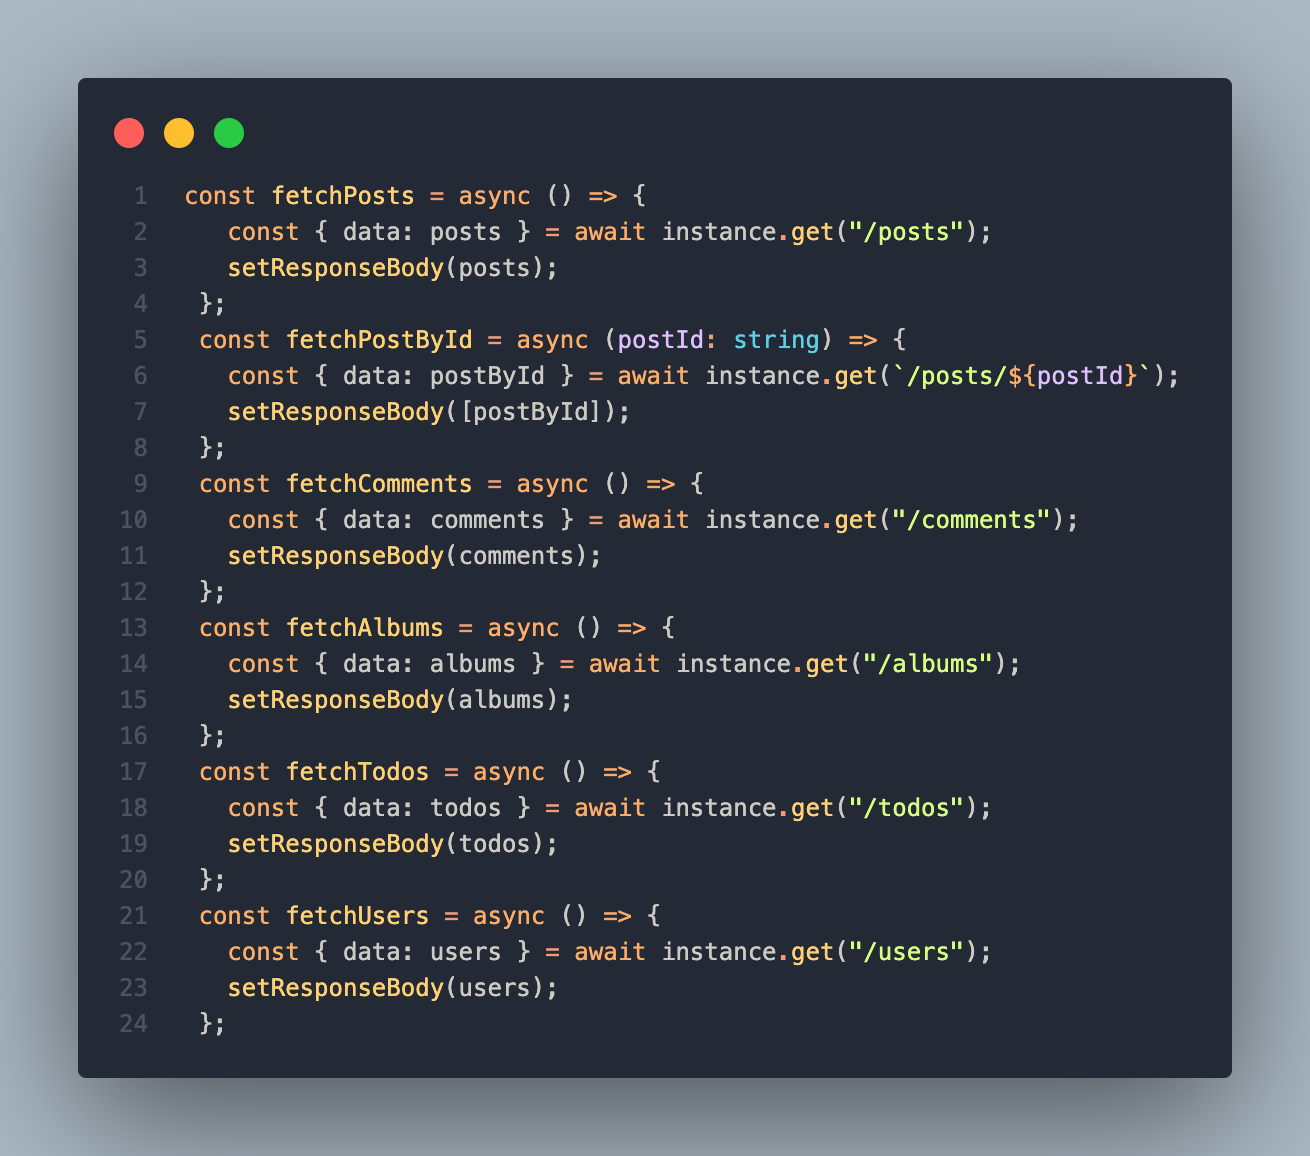 1 const fetchPosts = async () => {
2    const { data: posts } = await instance.get("/posts");
3    setResponseBody(posts);
4  };
5  const fetchPostById = async (postId: string) => {
6    const { data: postById } = await instance.get(`/posts/${postId}`);
7    setResponseBody([postById]);
8  };
9  const fetchComments = async () => {
10    const { data: comments } = await instance.get("/comments");
11    setResponseBody(comments);
12  };
13  const fetchAlbums = async () => {
14    const { data: albums } = await instance.get("/albums");
15    setResponseBody(albums);
16  };
17  const fetchTodos = async () => {
18    const { data: todos } = await instance.get("/todos");
19    setResponseBody(todos);
20  };
21  const fetchUsers = async () => {
22    const { data: users } = await instance.get("/users");
23    setResponseBody(users);
24  };